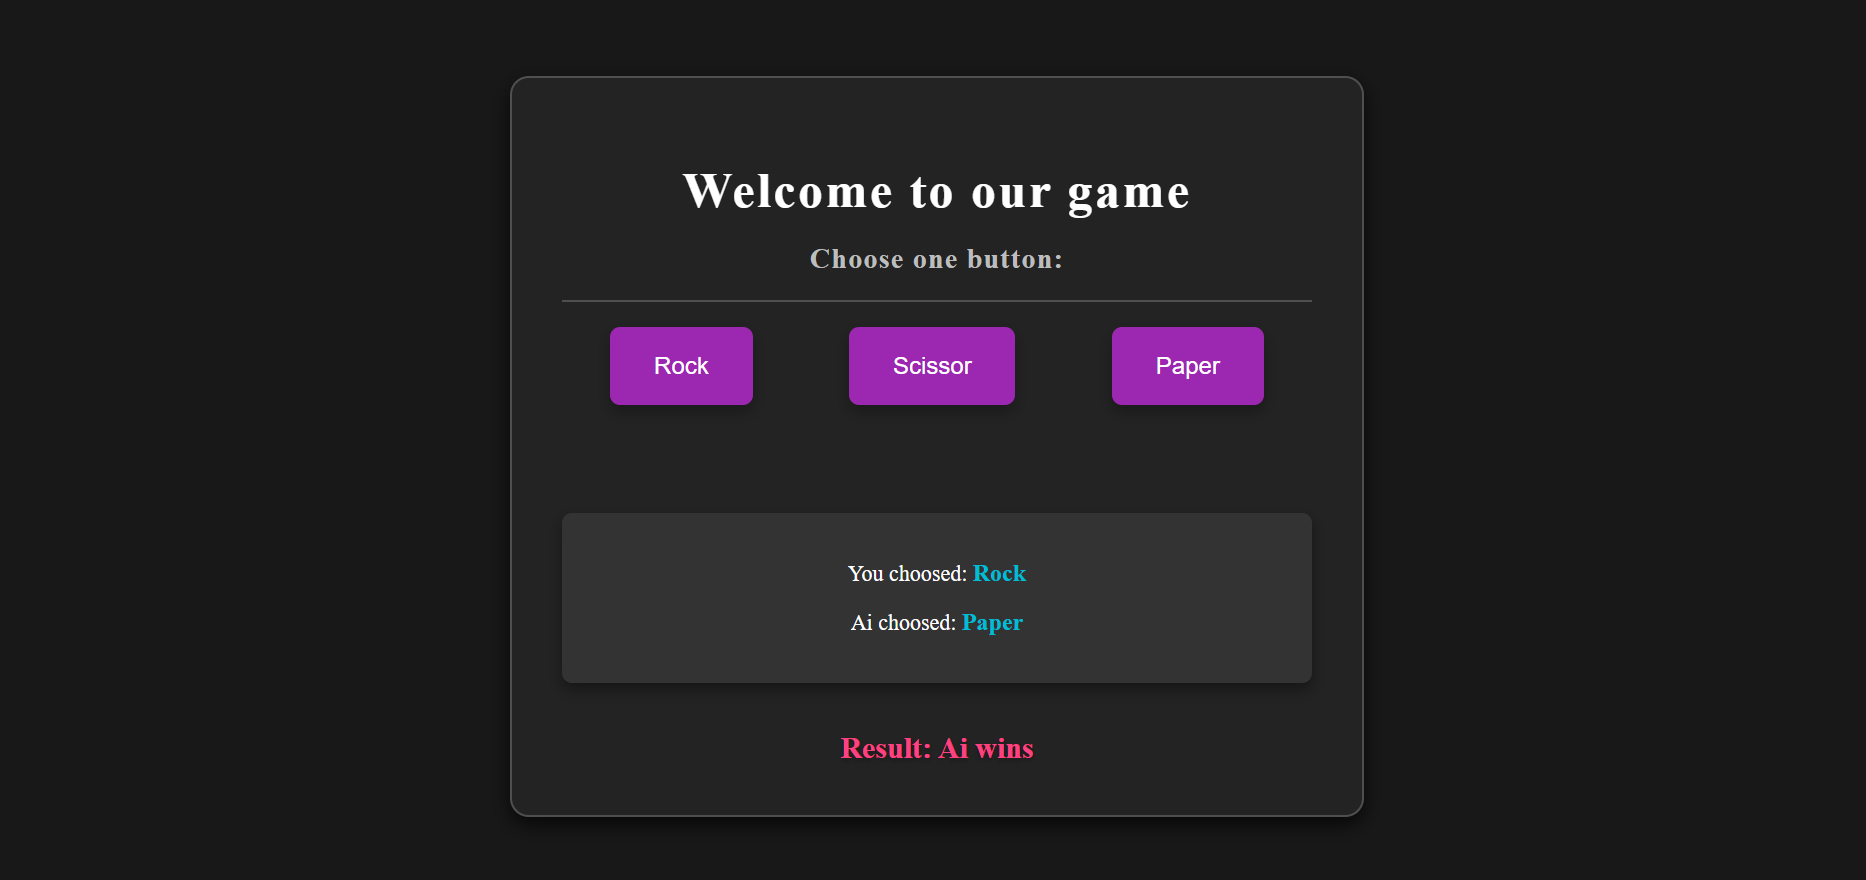 Welcome to our game
Choose one button:
Rock Scissor Paper
You choosed: Rock
Ai choosed: Paper
Result: Ai wins